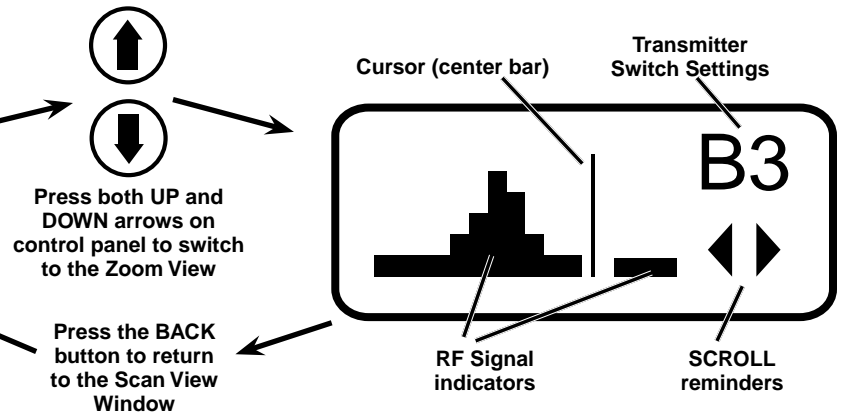 Press both UP and
DOWN arrows on
control panel to switch
to the Zoom View
Press the BACK
button to return
to the Scan View
Window
Cursor (center bar)
Transmitter
Switch Settings
B3
RF Signal
indicators
SCROLL
reminders